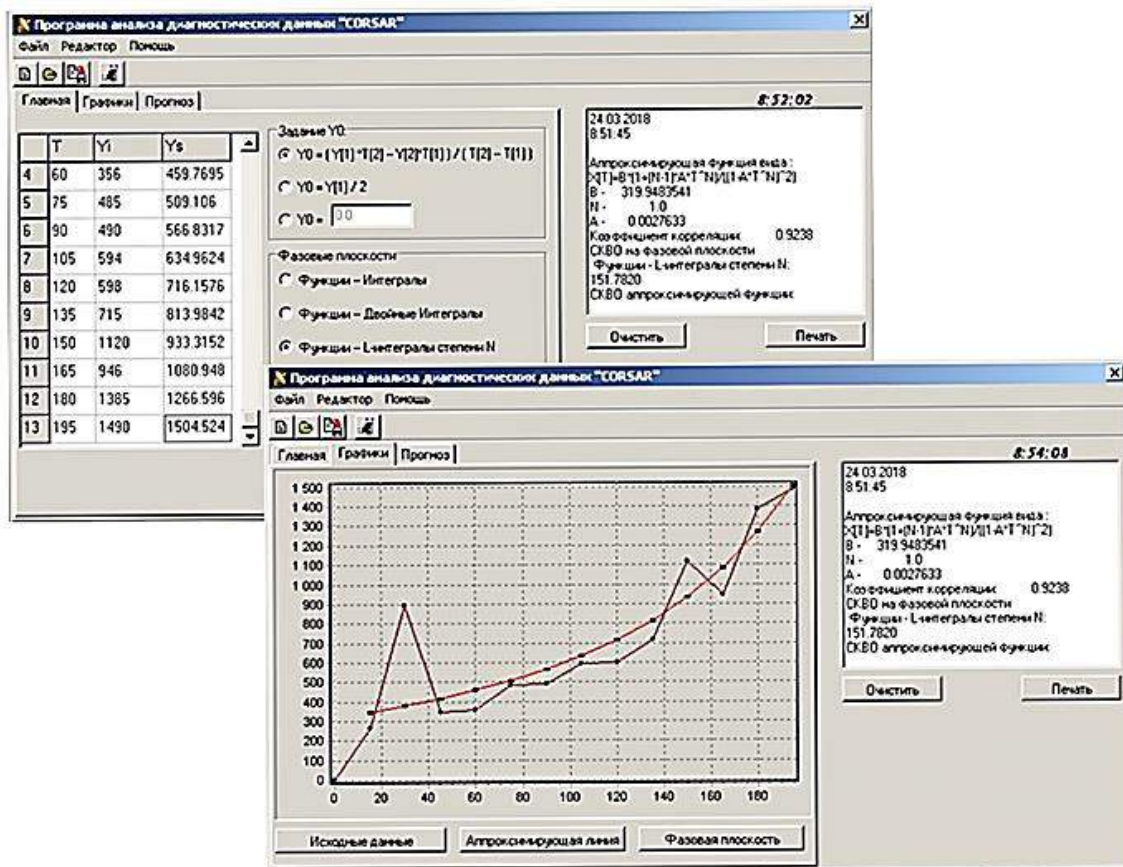 Программа анализа диагностических данных "CORSAR"
Файл Редактор Помощь
Главная Графики Прогноз
8:52:02
T Yi Ys
4 60 356 459.7695
5 75 485 509.106
6 90 490 566.8317
7 105 594 634.9624
8 120 598 716.1576
9 135 715 813.9842
10 150 1120 933.3152
11 165 946 1080.948
12 180 1385 1266.596
13 195 1490 1504.524
Задание Y0:
Y0 = ( Y[1] *T[2] – Y[2]*T[1] ) / ( T[2] – T[1] )
Y0 = Y[1] / 2
Y0 = 0.0
Фазовые плоскости
Функции – Интегралы
Функции – Двойные Интегралы
Функции – L-интегралы степени N
24.03.2018
8:51:45
Аппроксимирующая функция вида :
X[T]=B*(1+(N-1)*A*T^N)/((1-A*T^N)^2)
B - 319.9483541
N - 1.0
A - 0.0027633
Коэффициент корреляции: 0.9238
СКВО на фазовой плоскости
Функции - L-интегралы степени N:
151.7820
СКВО аппроксимирующей функции:
Очистить Печать
Программа анализа диагностических данных "CORSAR"
Файл Редактор Помощь
Главная Графики Прогноз
8:54:08
1 500
1 400
1 300
1 200
1 100
1 000
900
800
700
600
500
400
300
200
100
0
0 20 40 60 80 100 120 140 160 180
Исходные данные Аппроксимирующая линия Фазовая плоскость
24.03.2018
8:51:45
Аппроксимирующая функция вида :
X[T]=B*(1+(N-1)*A*T^N)/((1-A*T^N)^2)
B - 319.9483541
N - 1.0
A - 0.0027633
Коэффициент корреляции: 0.9238
СКВО на фазовой плоскости
Функции - L-интегралы степени N:
151.7820
СКВО аппроксимирующей функции:
Очистить Печать